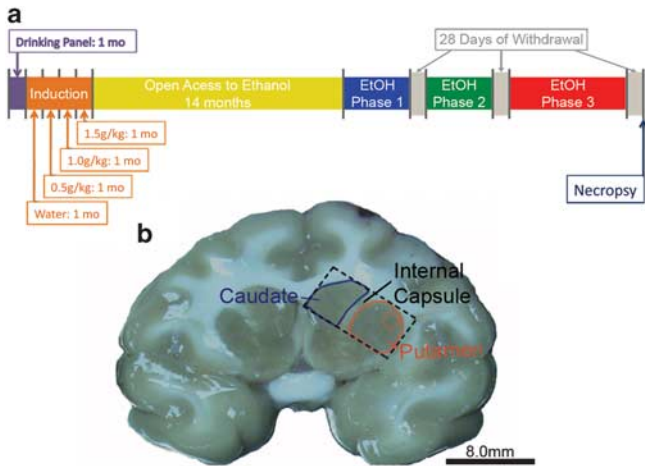 a
Drinking Panel: 1 mo
28 Days of Withdrawal
Induction
Open Acess to Ethanol
14 months
EtOH
Phase 1
EtOH
Phase 2
EtOH
Phase 3
1.5g/kg: 1 mo
1.0g/kg: 1 mo
0.5g/kg: 1 mo
Water: 1 mo
Necropsy
b
Caudate
Internal
Capsule
Putamen
8.0mm